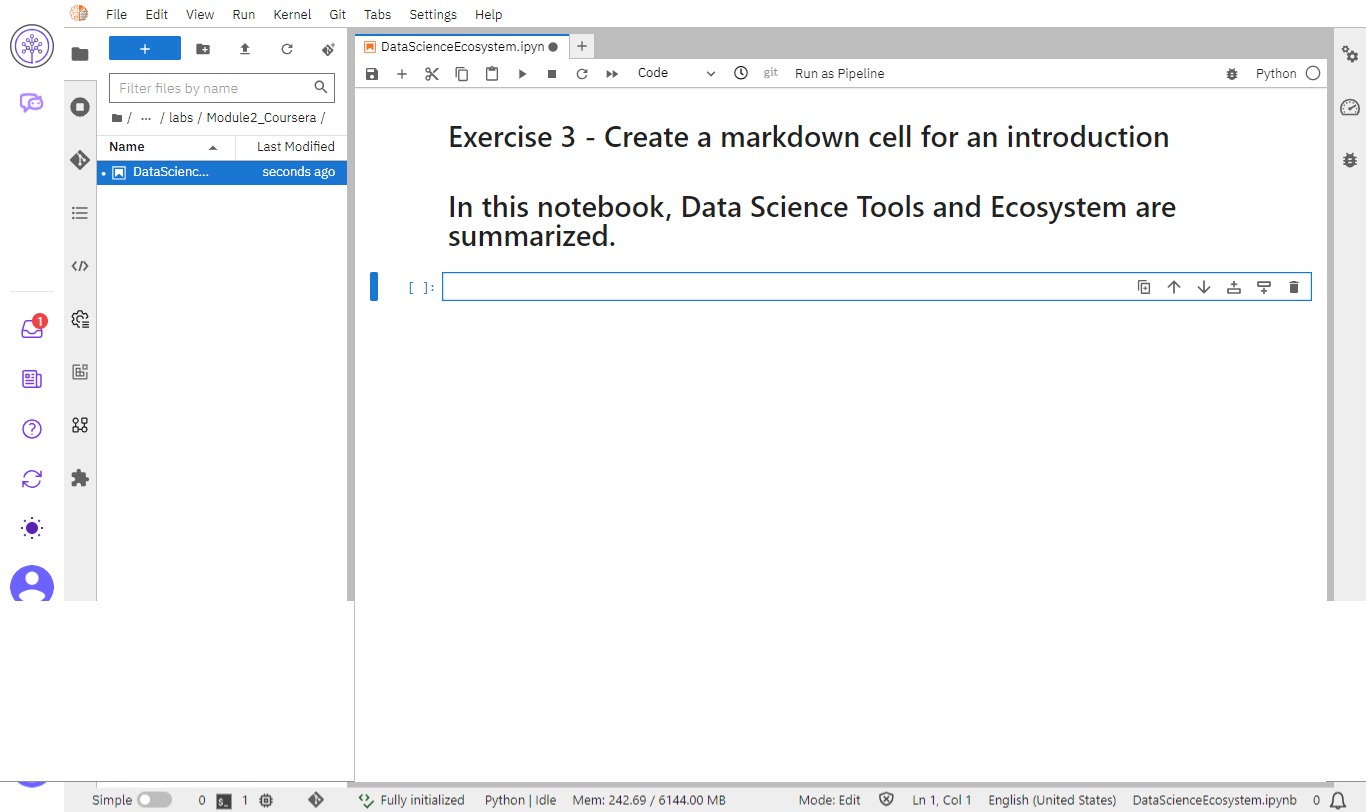 File Edit View Run Kernel Git Tabs Settings Help
+
Filter files by name
/ ... / labs / Module2_Coursera /
Name Last Modified
DataScienc... seconds ago
1
DataScienceEcosystem.ipyn
+
Code
git
Run as Pipeline
Python
Exercise 3 - Create a markdown cell for an introduction
In this notebook, Data Science Tools and Ecosystem are
summarized.
[ ]:
Simple 0 $_ 1 Fully initialized Python | Idle Mem: 242.69 / 6144.00 MB Mode: Edit Ln 1, Col 1 English (United States) DataScienceEcosystem.ipynb 0